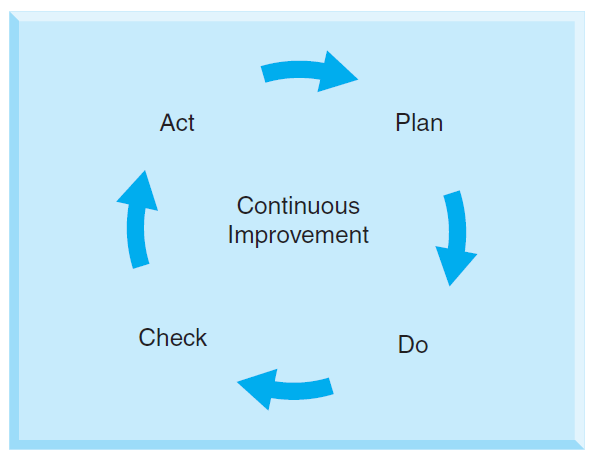 Act
Plan
Continuous
Improvement
Check
Do